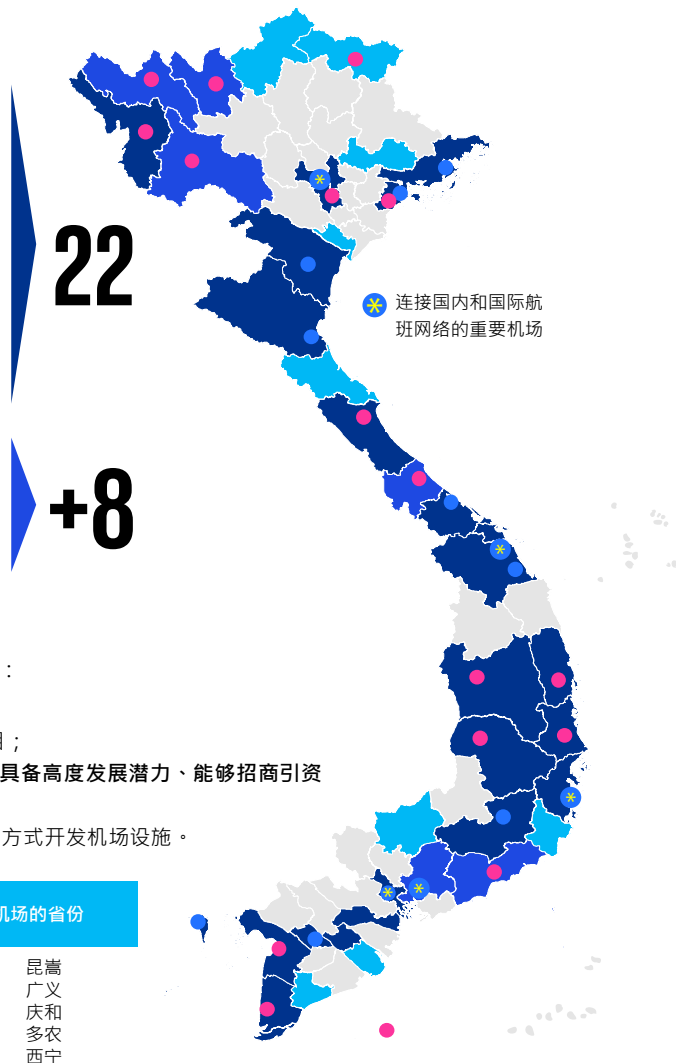 22
连接国内和国际航
班网络的重要机场
+8
：
；
具备高度发展潜力、能够招商引资
方式开发机场设施。
机场的省份
昆嵩
广义
庆和
多农
西宁